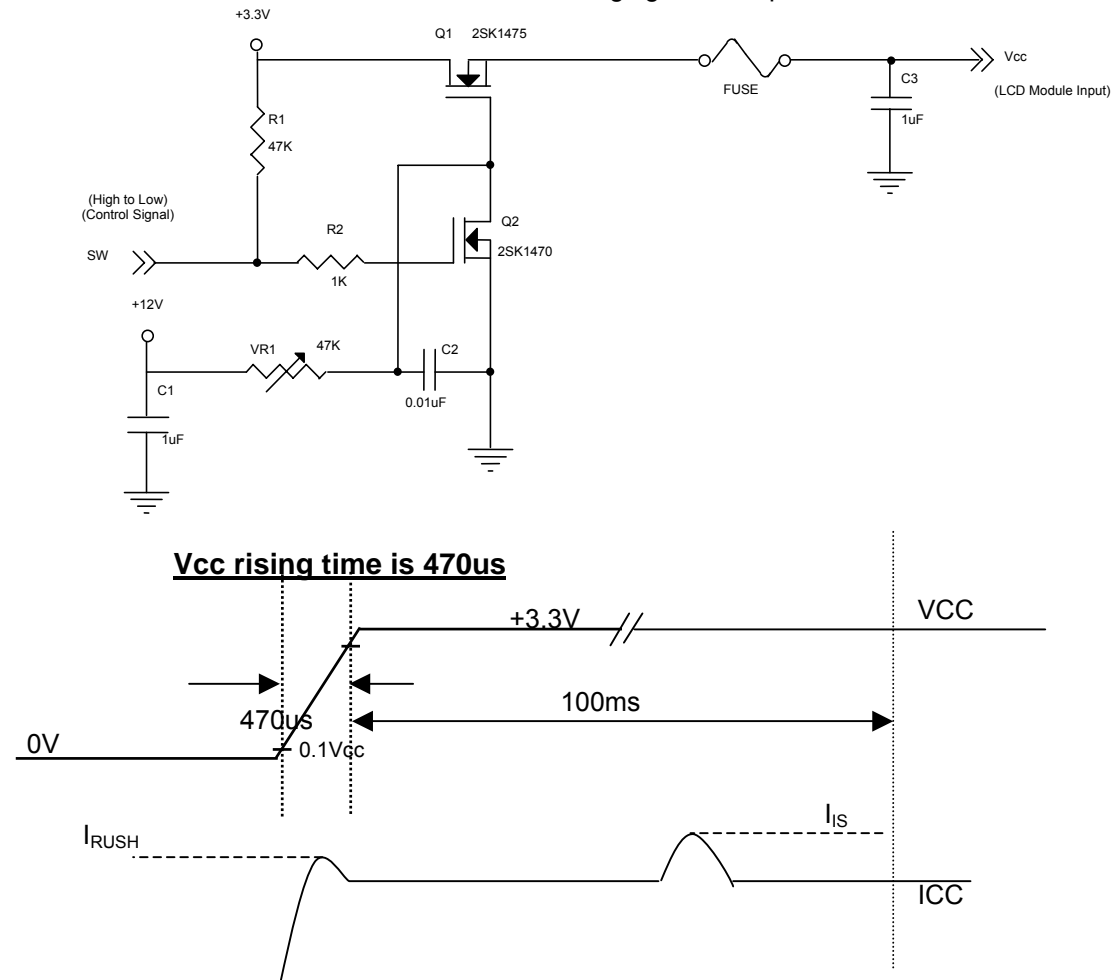 +3.3V
Q1 2SK1475
Vcc
FUSE
C3
(LCD Module Input)
1uF
R1
47K
(High to Low)
(Control Signal)
SW
R2
1K
Q2
2SK1470
+12V
VR1 47K
C2
0.01uF
C1
1uF
Vcc rising time is 470us
+3.3V
VCC
470us
100ms
0V
0.1Vcc
IRUSH
IIS
ICC